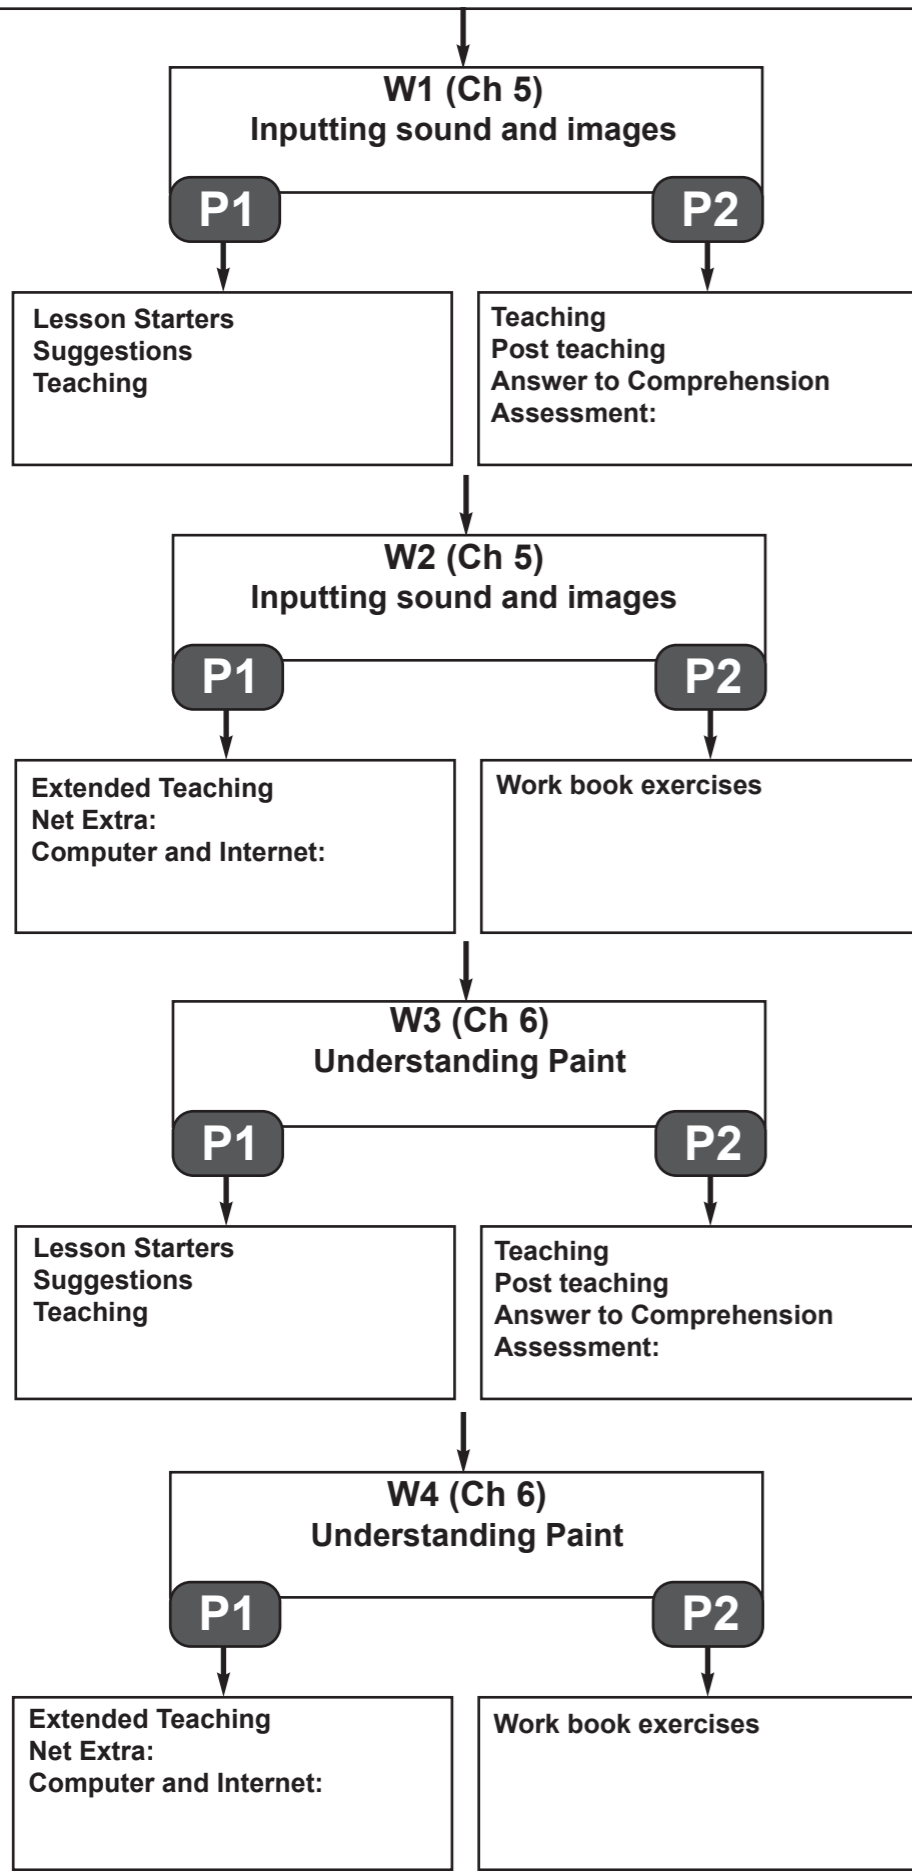 W1 (Ch 5)
Inputting sound and images
P1
P2
Lesson Starters
Suggestions
Teaching
Teaching
Post teaching
Answer to Comprehension
Assessment:
W2 (Ch 5)
Inputting sound and images
P1
P2
Extended Teaching
Net Extra:
Computer and Internet:
Work book exercises
W3 (Ch 6)
Understanding Paint
P1
P2
Lesson Starters
Suggestions
Teaching
Teaching
Post teaching
Answer to Comprehension
Assessment:
W4 (Ch 6)
Understanding Paint
P1
P2
Extended Teaching
Net Extra:
Computer and Internet:
Work book exercises